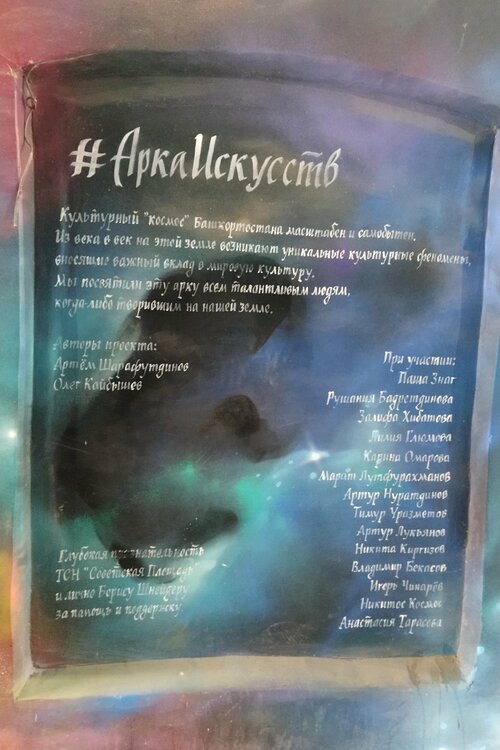 #АркаИскусств
Культурный "космос" Башкортостана масштабен и самобытен.
Из века в век на этой земле возникают уникальные культурные феномены,
вносящие важный вклад в мировую культуру.
Мы посвятили эту арку всем талантливым людям,
когда-либо творившим на нашей земле.
Авторы проекта:
Артём Шарафутдинов
Олег Кайбышов
При участии:
Паша Знаг
Рушания Бадретдинова
Залифа Хибатова
Лилия Глюмова
Карина Омарова
Марат Лутфурахманов
Артур Нуратдинов
Тимур Уразметов
Артур Лукьянов
Никита Киргизов
Владимир Бекасов
Игорь Чинарёв
Никитос Космос
Анастасия Тарасова
Глубокая признательность
ТСН "Советская Площадь"
и лично Борису Шнейдеру
за помощь и поддержку